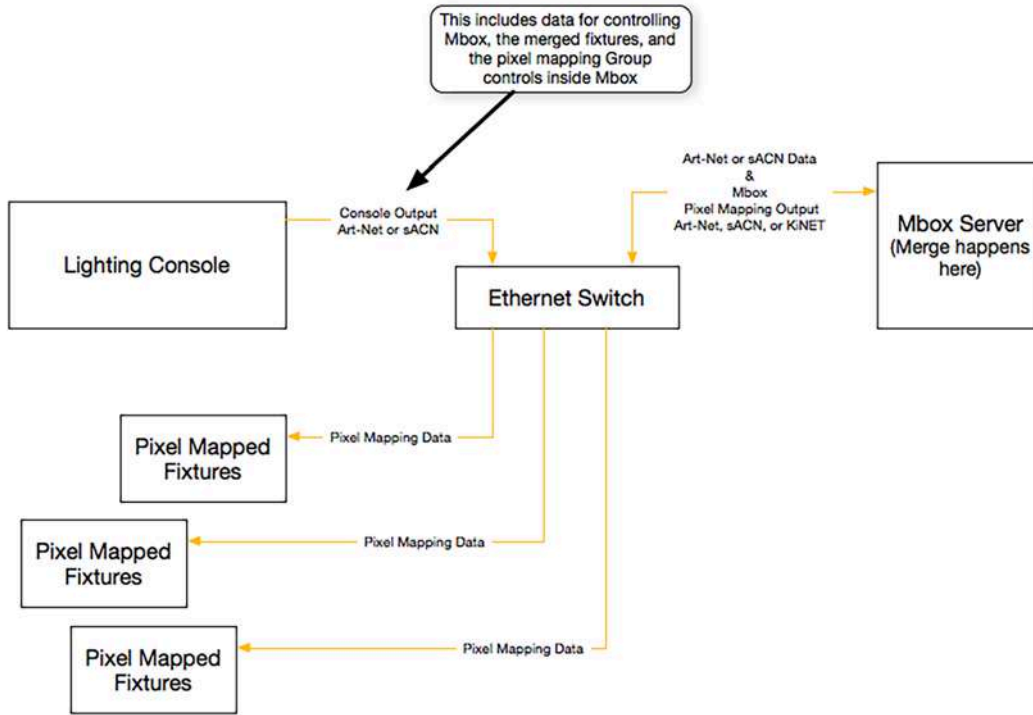 This includes data for controlling
Mbox, the merged fixtures, and
the pixel mapping Group
controls inside Mbox
Art-Net or sACN Data
&
Mbox
Pixel Mapping Output
Art-Net, sACN, or KiNET
Console Output
Art-Net or sACN
Lighting Console
Ethernet Switch
Mbox Server
(Merge happens
here)
Pixel Mapping Data
Pixel Mapped
Fixtures
Pixel Mapping Data
Pixel Mapped
Fixtures
Pixel Mapping Data
Pixel Mapped
Fixtures